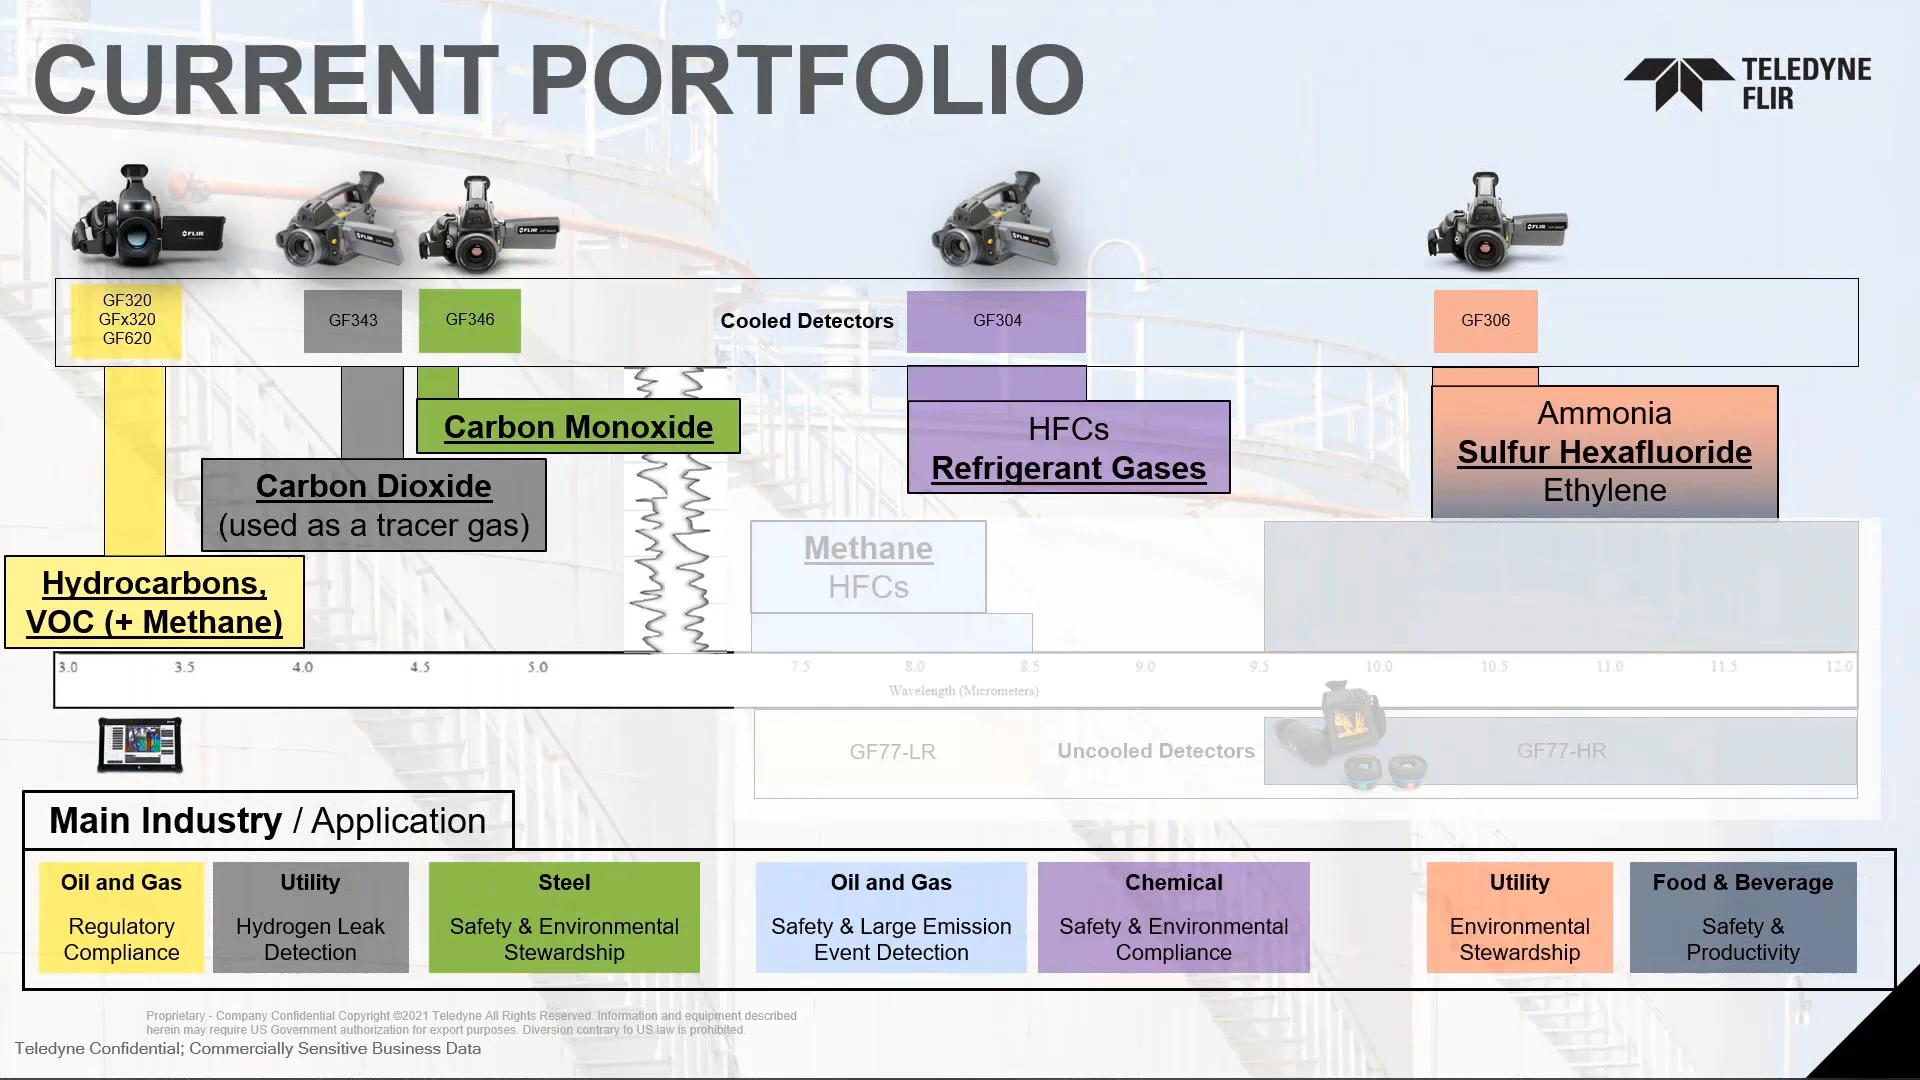 CURRENT PORTFOLIO
TELEDYNE
FLIR
GF320
GFx320
GF620
GF343
GF346
Cooled Detectors
GF304
GF306
Carbon Monoxide
Carbon Dioxide
(used as a tracer gas)
Hydrocarbons,
VOC (+ Methane)
HFCs
Refrigerant Gases
Ammonia
Sulfur Hexafluoride
Ethylene
Methane
HFCs
3.0 3.5 4.0 4.5 5.0 7.5 8.0 8.5 9.0 9.5 10.0 10.5 11.0 11.5 12.0
Wavelength (Micrometers)
GF77-LR
Uncooled Detectors
GF77-HR
Main Industry / Application
Oil and Gas
Regulatory
Compliance
Utility
Hydrogen Leak
Detection
Steel
Safety & Environmental
Stewardship
Oil and Gas
Safety & Large Emission
Event Detection
Chemical
Safety & Environmental
Compliance
Utility
Environmental
Stewardship
Food & Beverage
Safety &
Productivity
Proprietary - Company Confidential Copyright ©2021 Teledyne All Rights Reserved. Information and equipment described
herein may require US Government authorization for export purposes. Diversion contrary to US law is prohibited.
Teledyne Confidential; Commercially Sensitive Business Data